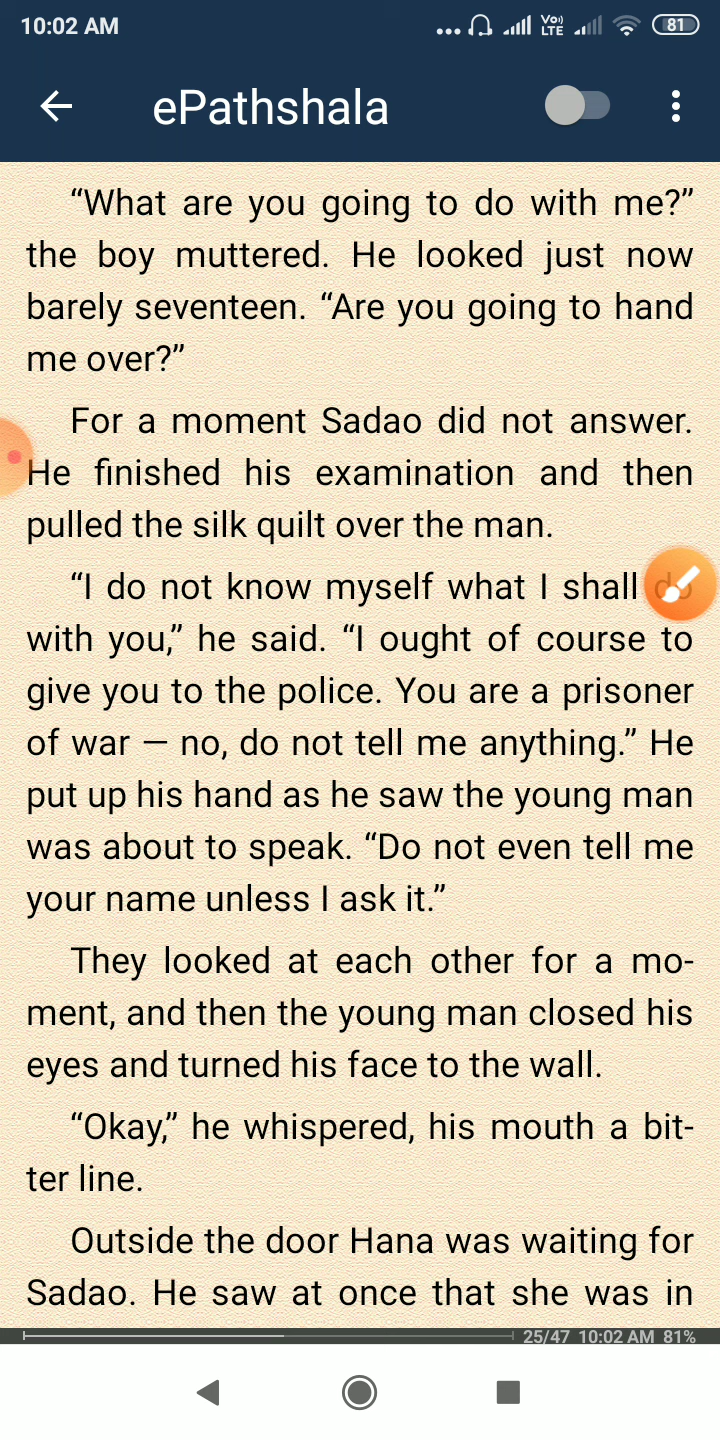 10:02 AM
Vo))
LTE
81
ePathshala
“What are you going to do with me?”
the boy muttered. He looked just now
barely seventeen. “Are you going to hand
me over?”
For a moment Sadao did not answer.
He finished his examination and then
pulled the silk quilt over the man.
“I do not know myself what I shall do
with you,” he said. “I ought of course to
give you to the police. You are a prisoner
of war — no, do not tell me anything.” He
put up his hand as he saw the young man
was about to speak. “Do not even tell me
your name unless I ask it.”
They looked at each other for a mo-
ment, and then the young man closed his
eyes and turned his face to the wall.
“Okay,” he whispered, his mouth a bit-
ter line.
Outside the door Hana was waiting for
Sadao. He saw at once that she was in
25/47 10:02 AM 81%